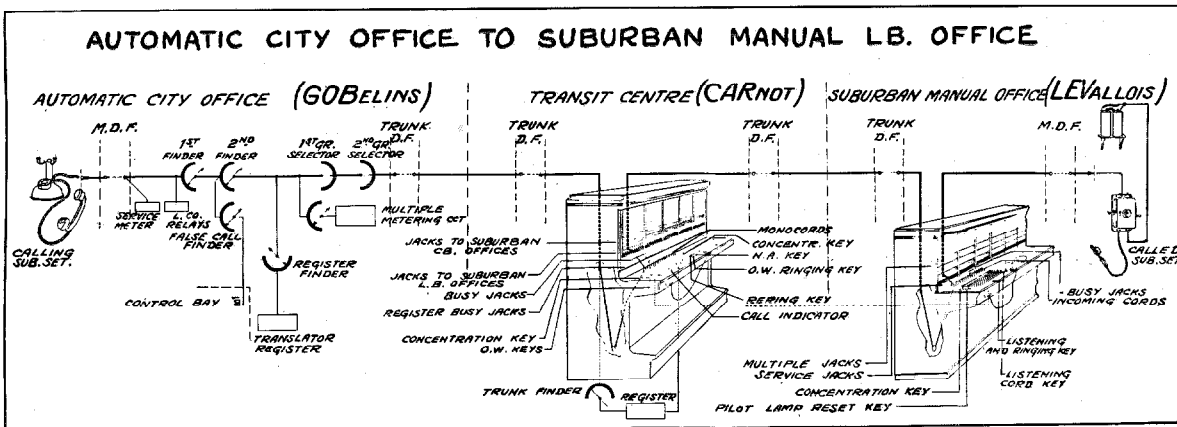 AUTOMATIC CITY OFFICE TO SUBURBAN MANUAL LB. OFFICE
AUTOMATIC CITY OFFICE (GOBELINS)
TRANSIT CENTRE (CARNOT)
SUBURBAN MANUAL OFFICE (LEVALLOIS)
M.D.F.
1ST
FINDER
2ND
FINDER
1ST GR.
SELECTOR
2ND GR.
SELECTOR
TRUNK
D.F.
TRUNK
D.F.
TRUNK
D.F.
TRUNK
D.F.
M.D.F.
CALLING
SUB. SET.
SERVICE
METER
L. CO.
RELAYS
FALSE CALL
FINDER
MULTIPLE
METERING CCT
REGISTER
FINDER
CONTROL BAY
TRANSLATOR
REGISTER
JACKS TO SUBURBAN
CB. OFFICES
JACKS TO SUBURBAN
L.B. OFFICES
BUSY JACKS
REGISTER BUSY JACKS
CONCENTRATION KEY
O.W. KEYS
TRUNK FINDER
REGISTER
MONOCORDS
CONCENTR. KEY
N.A. KEY
O.W. RINGING KEY
RERING KEY
CALL INDICATOR
MULTIPLE JACKS
SERVICE JACKS
CONCENTRATION KEY
PILOT LAMP RESET KEY
CALLED
SUB. SET.
BUSY JACKS
INCOMING CORDS
LISTENING
AND RINGING KEY
LISTENING
CORD KEY